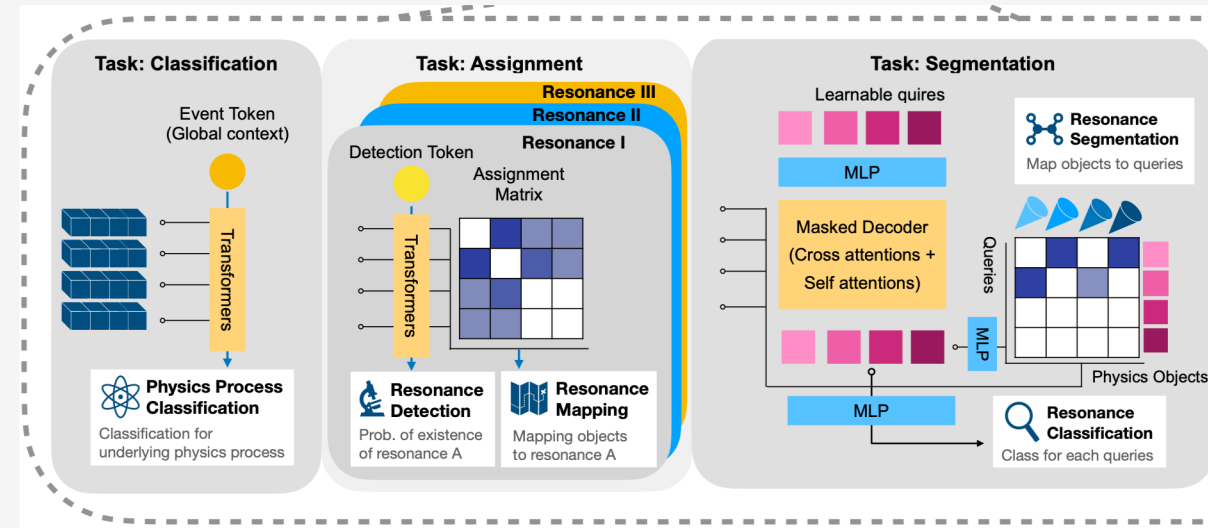 Task: Classification
Event Token
(Global context)
Transformers
Physics Process
Classification
Classification for
underlying physics process
Task: Assignment
Resonance III
Resonance II
Resonance I
Detection Token
Assignment
Matrix
Transformers
Resonance
Detection
Prob. of existence
of resonance A
Resonance
Mapping
Mapping objects
to resonance A
Task: Segmentation
Learnable quires
MLP
Masked Decoder
(Cross attentions +
Self attentions)
Resonance
Segmentation
Map objects to queries
Queries
MLP
Physics Objects
MLP
Resonance
Classification
Class for each queries